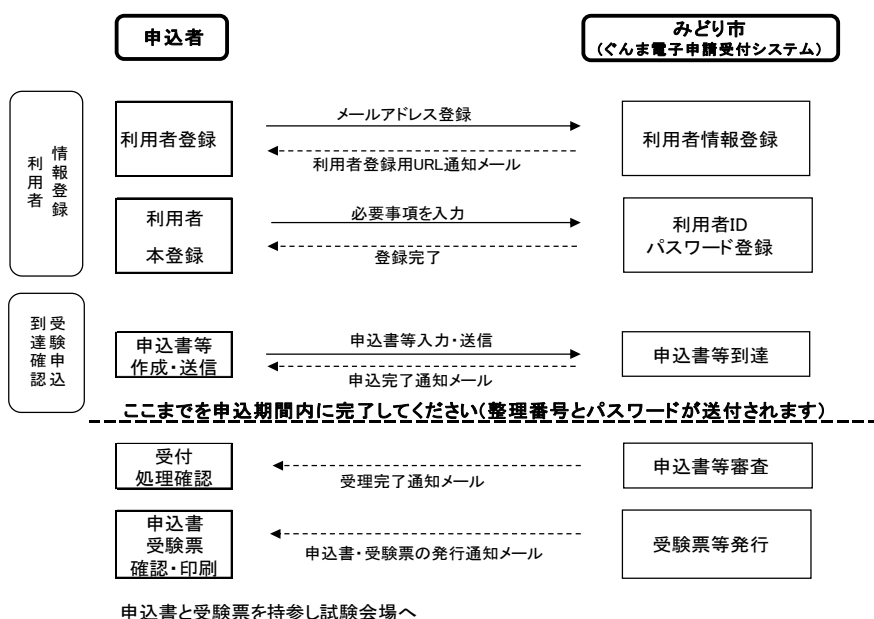 申込者
みどり市
(ぐんま電子申請受付システム)
情報登録
利用者
利用者登録
メールアドレス登録
利用者登録用URL通知メール
利用者情報登録
利用者
本登録
必要事項を入力
登録完了
利用者ID
パスワード登録
受験申込
到達確認
申込書等
作成・送信
申込書等入力・送信
申込完了通知メール
申込書等到達
ここまでを申込期間内に完了してください(整理番号とパスワードが送付されます)
受付
処理確認
受理完了通知メール
申込書等審査
申込書
受験票
確認・印刷
申込書・受験票の発行通知メール
受験票等発行
申込書と受験票を持参し試験会場へ